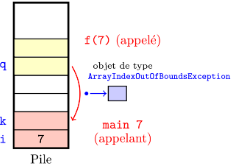 f(7) (appelé)
q
objet de type
ArrayIndexOutOfBoundsException
k
main 7
i
7
(appelant)
Pile